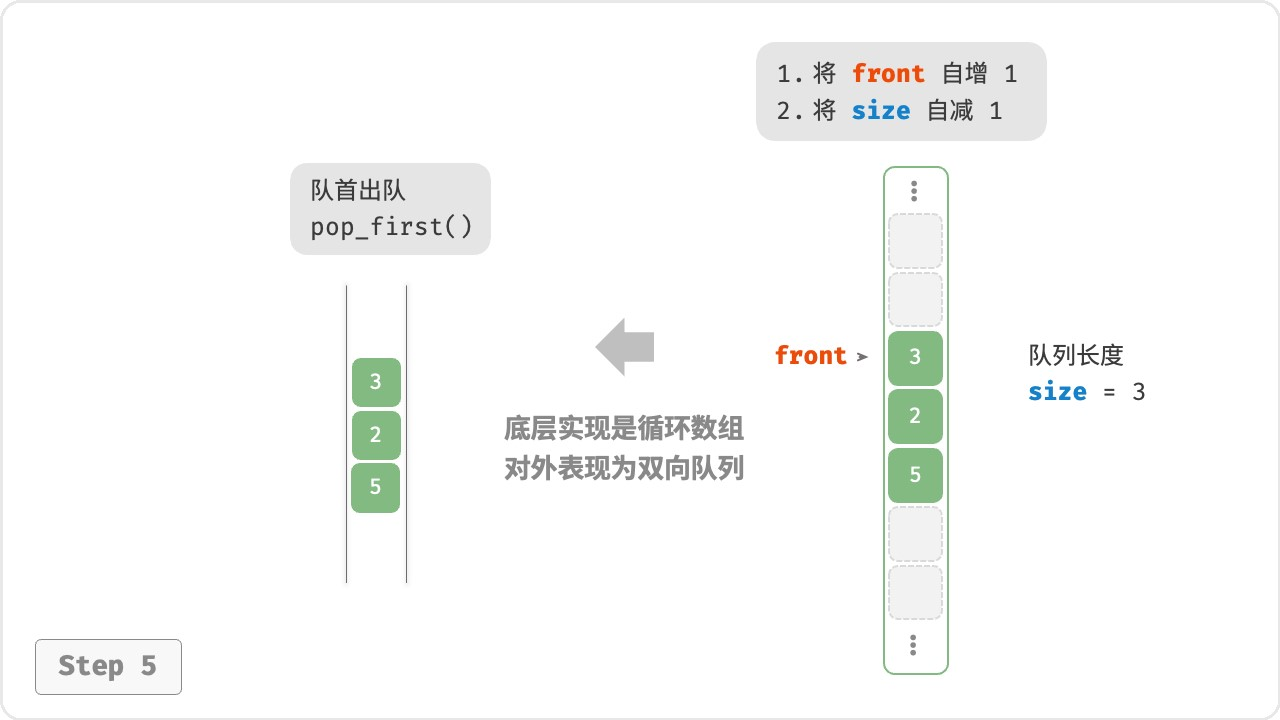 1. 将 front 自增 1
2. 将 size 自减 1
队首出队
pop_first()
3
2
5
底层实现是循环数组
对外表现为双向队列
front
3
2
5
队列长度
size = 3
Step 5